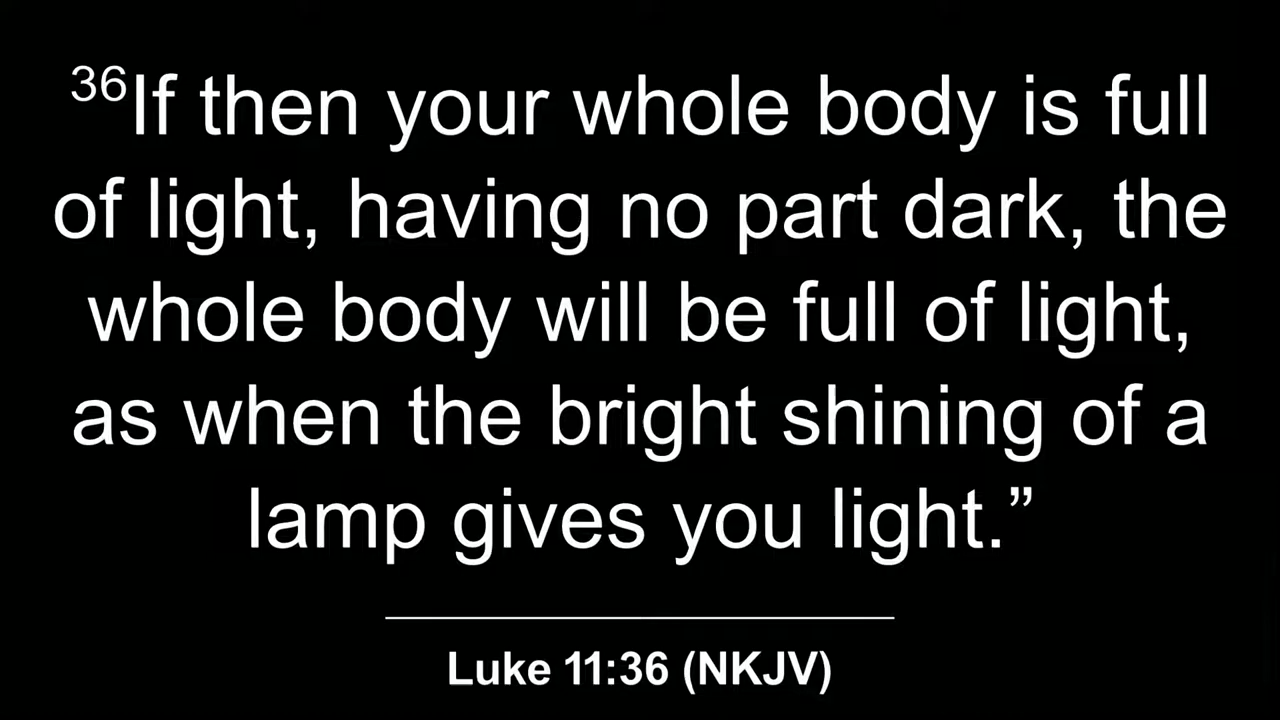 36If then your whole body is full
of light, having no part dark, the
whole body will be full of light,
as when the bright shining of a
lamp gives you light.”
Luke 11:36 (NKJV)